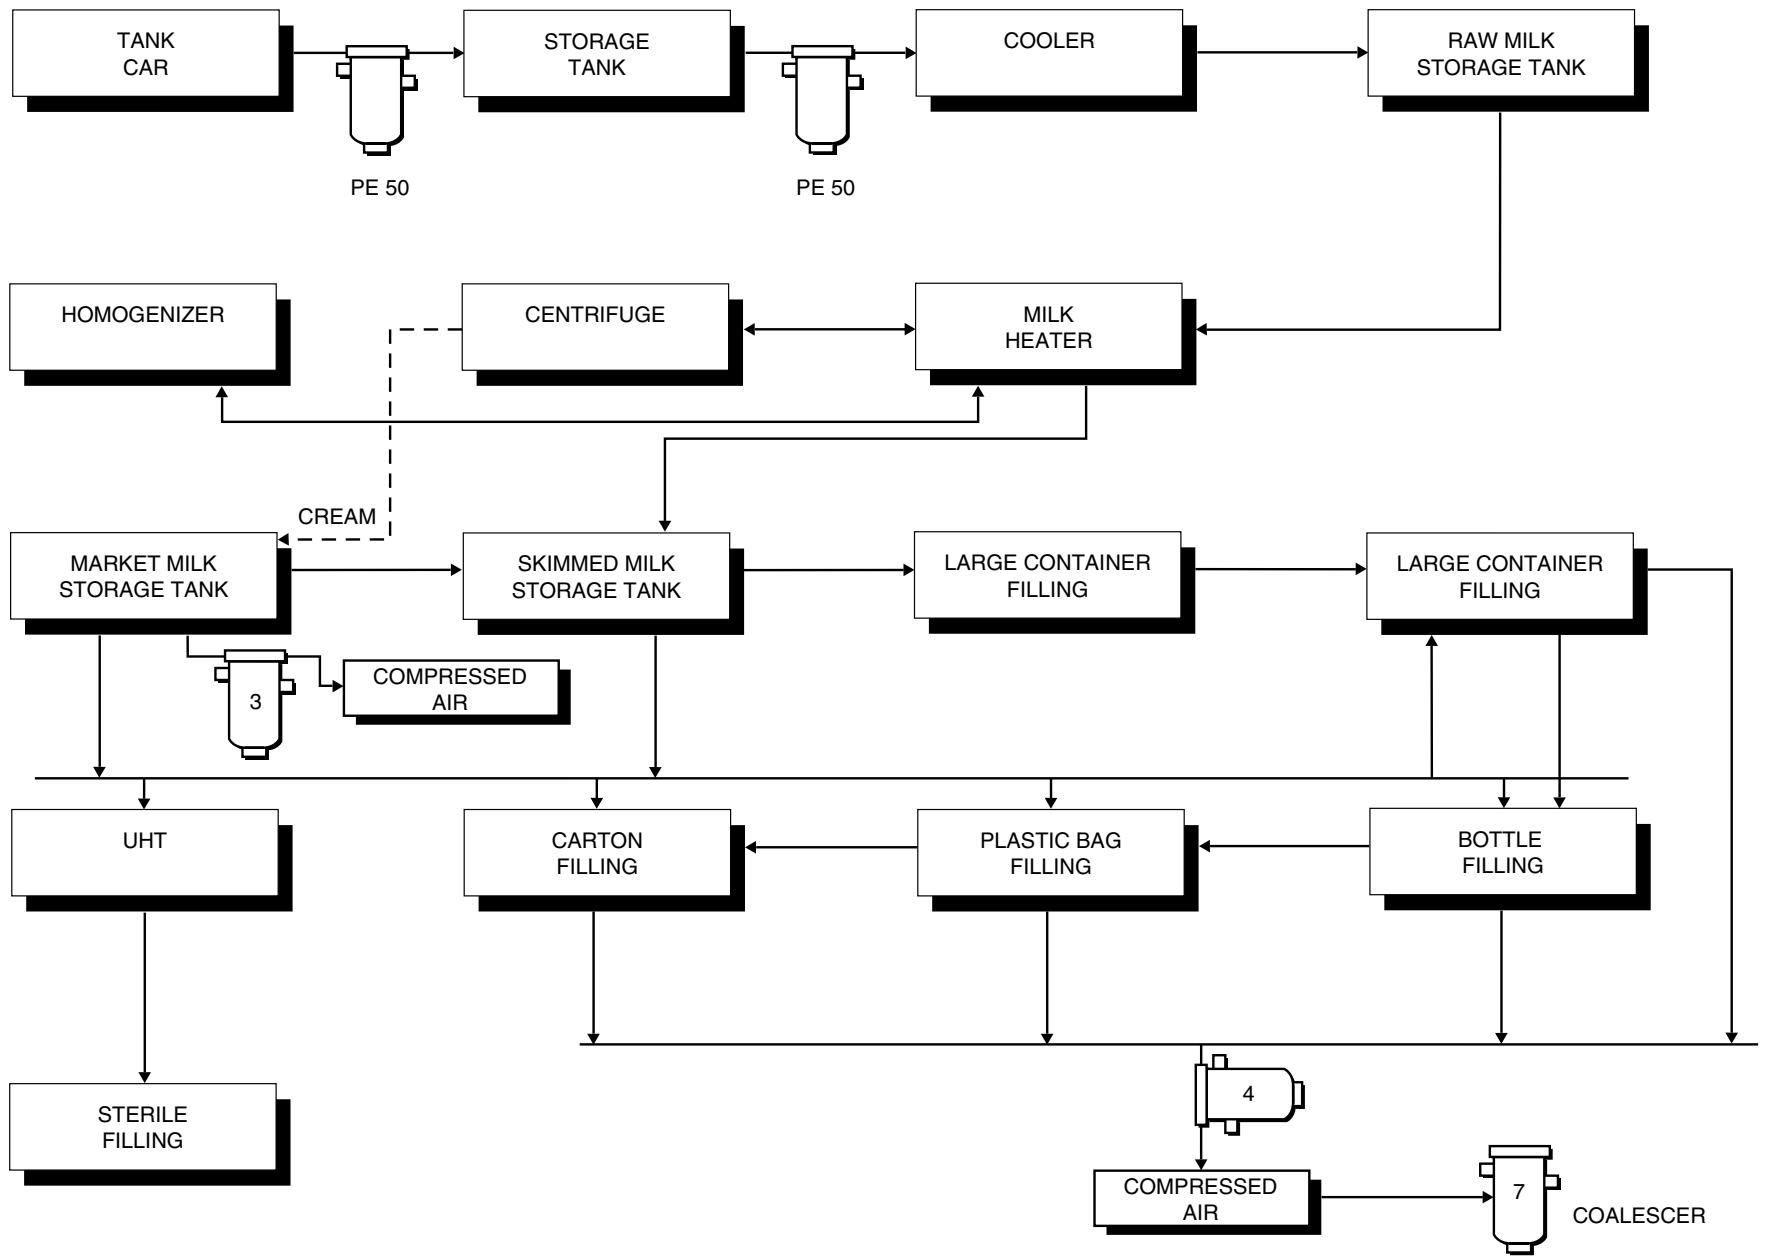 TANK
CAR
STORAGE
TANK
COOLER
RAW MILK
STORAGE TANK
PE 50
PE 50
HOMOGENIZER
CENTRIFUGE
MILK
HEATER
CREAM
MARKET MILK
STORAGE TANK
SKIMMED MILK
STORAGE TANK
LARGE CONTAINER
FILLING
LARGE CONTAINER
FILLING
3
COMPRESSED
AIR
UHT
CARTON
FILLING
PLASTIC BAG
FILLING
BOTTLE
FILLING
STERILE
FILLING
4
COMPRESSED
AIR
7
COALESCER